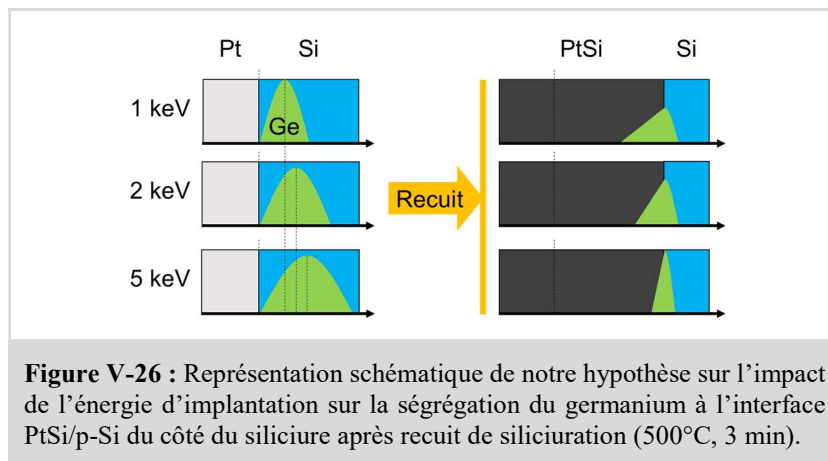 Pt Si PtSi Si
1 keV
Ge
2 keV
Recuit
5 keV
Figure V-26 : Représentation schématique de notre hypothèse sur l’impact
de l’énergie d’implantation sur la ségrégation du germanium à l’interface
PtSi/p-Si du côté du siliciure après recuit de siliciuration (500°C, 3 min).